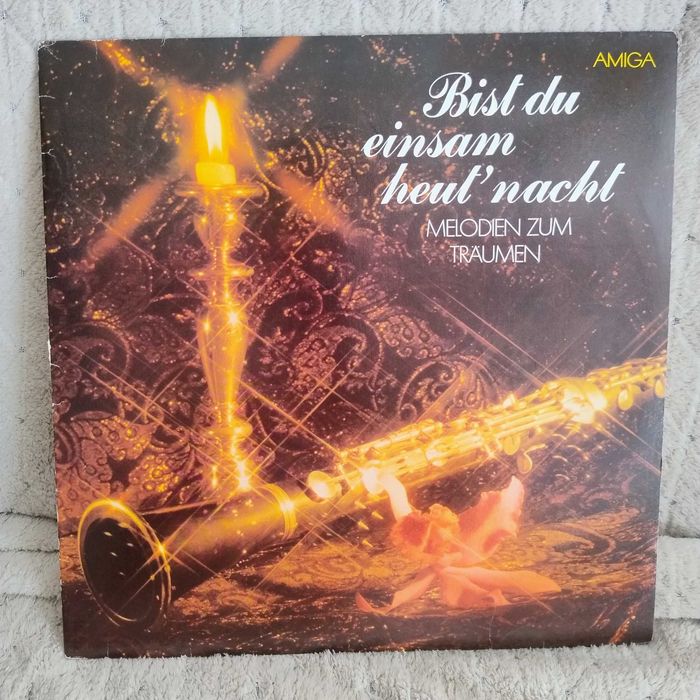 AMIGA
Bist du
einsam
heut' nacht
MELODIEN ZUM
TRÄUMEN